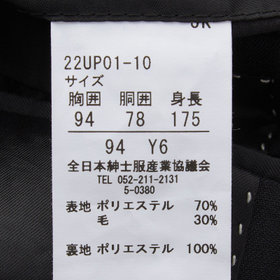 22UP01-10
サイズ
胸囲 胴囲 身長
94 78 175
94 Y6
全日本紳士服産業協議会
TEL 052-211-2131
5-0380
表地 ポリエステル 70%
毛 30%
裏地 ポリエステル 100%